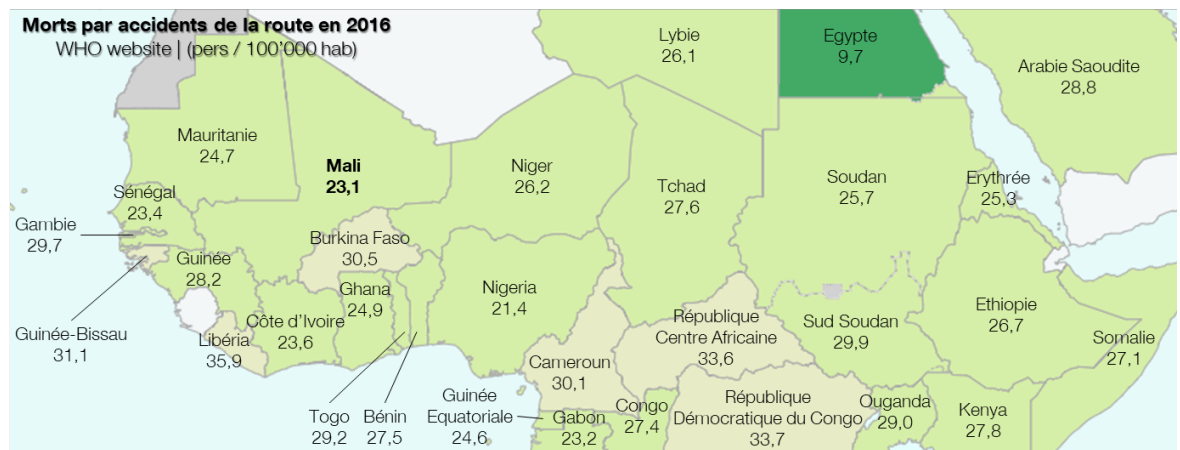 Morts par accidents de la route en 2016
WHO website | (pers / 100'000 hab)
Lybie
26,1
Egypte
9,7
Arabie Saoudite
28,8
Mauritanie
24,7
Mali
23,1
Niger
26,2
Tchad
27,6
Soudan
25,7
Erythrée
25,3
Sénégal
23,4
Gambie
29,7
Burkina Faso
30,5
Guinée
28,2
Ghana
24,9
Nigeria
21,4
Ethiopie
26,7
Guinée-Bissau
31,1
Libéria
35,9
Côte d'Ivoire
23,6
République
Centre Africaine
33,6
Sud Soudan
29,9
Somalie
27,1
Cameroun
30,1
Togo
29,2
Bénin
27,5
Guinée
Equatoriale
24,6
Gabon
23,2
Congo
27,4
République
Démocratique du Congo
33,7
Ouganda
29,0
Kenya
27,8